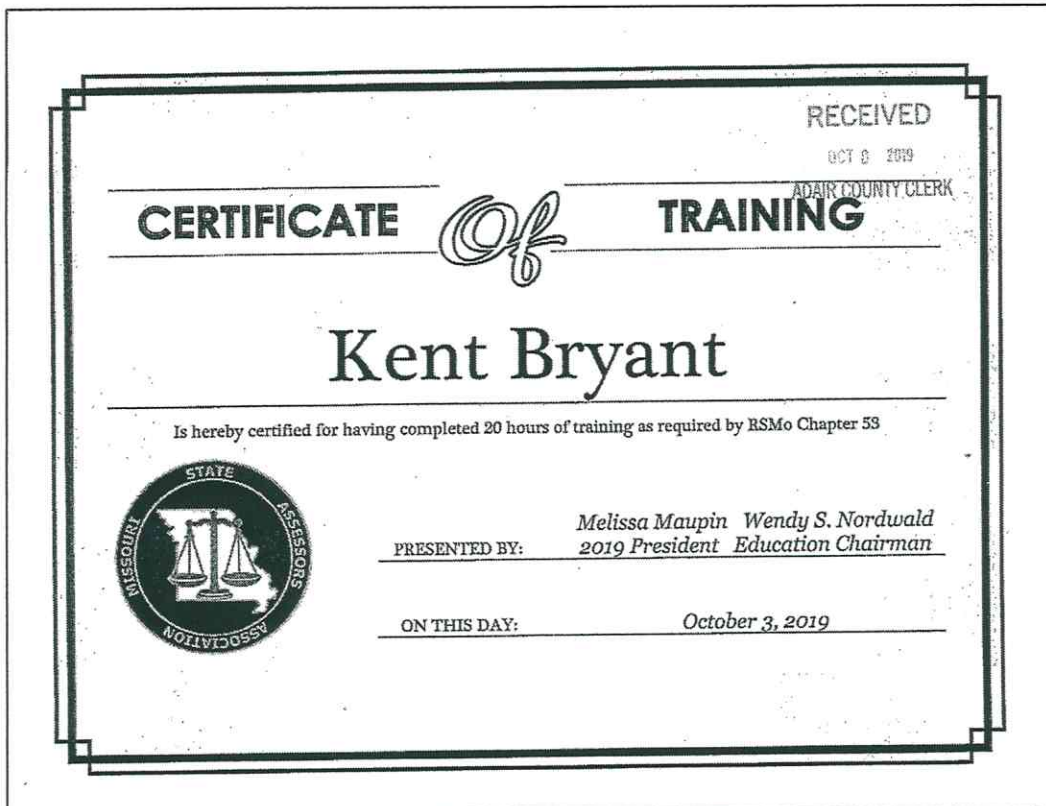 RECEIVED
OCT 8 2019
ADAIR COUNTY CLERK
CERTIFICATE Of TRAINING
Kent Bryant
Is hereby certified for having completed 20 hours of training as required by RSMo Chapter 53
MISSOURI STATE ASSESSORS ASSOCIATION
Melissa Maupin Wendy S. Nordwald
PRESENTED BY: 2019 President Education Chairman
ON THIS DAY: October 3, 2019